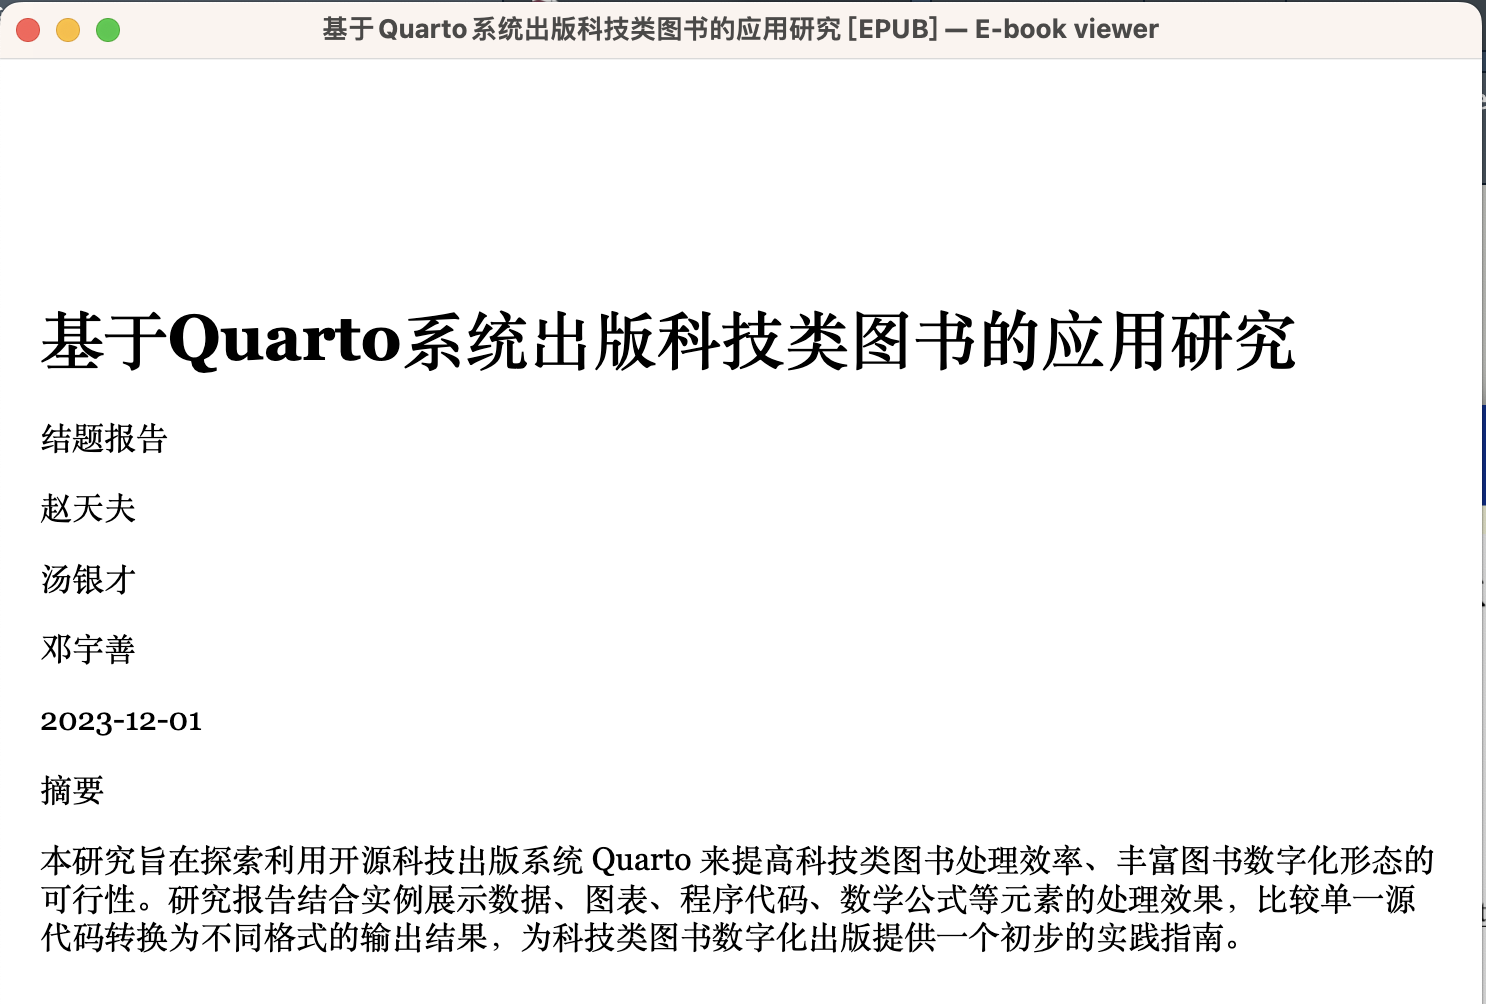 基于Quarto系统出版科技类图书的应用研究 [EPUB] — E-book viewer
基于Quarto系统出版科技类图书的应用研究
结题报告
赵天夫
汤银才
邓宇善
2023-12-01
摘要
本研究旨在探索利用开源科技出版系统 Quarto 来提高科技类图书处理效率、丰富图书数字化形态的
可行性。研究报告结合实例展示数据、图表、程序代码、数学公式等元素的处理效果，比较单一源
代码转换为不同格式的输出结果，为科技类图书数字化出版提供一个初步的实践指南。